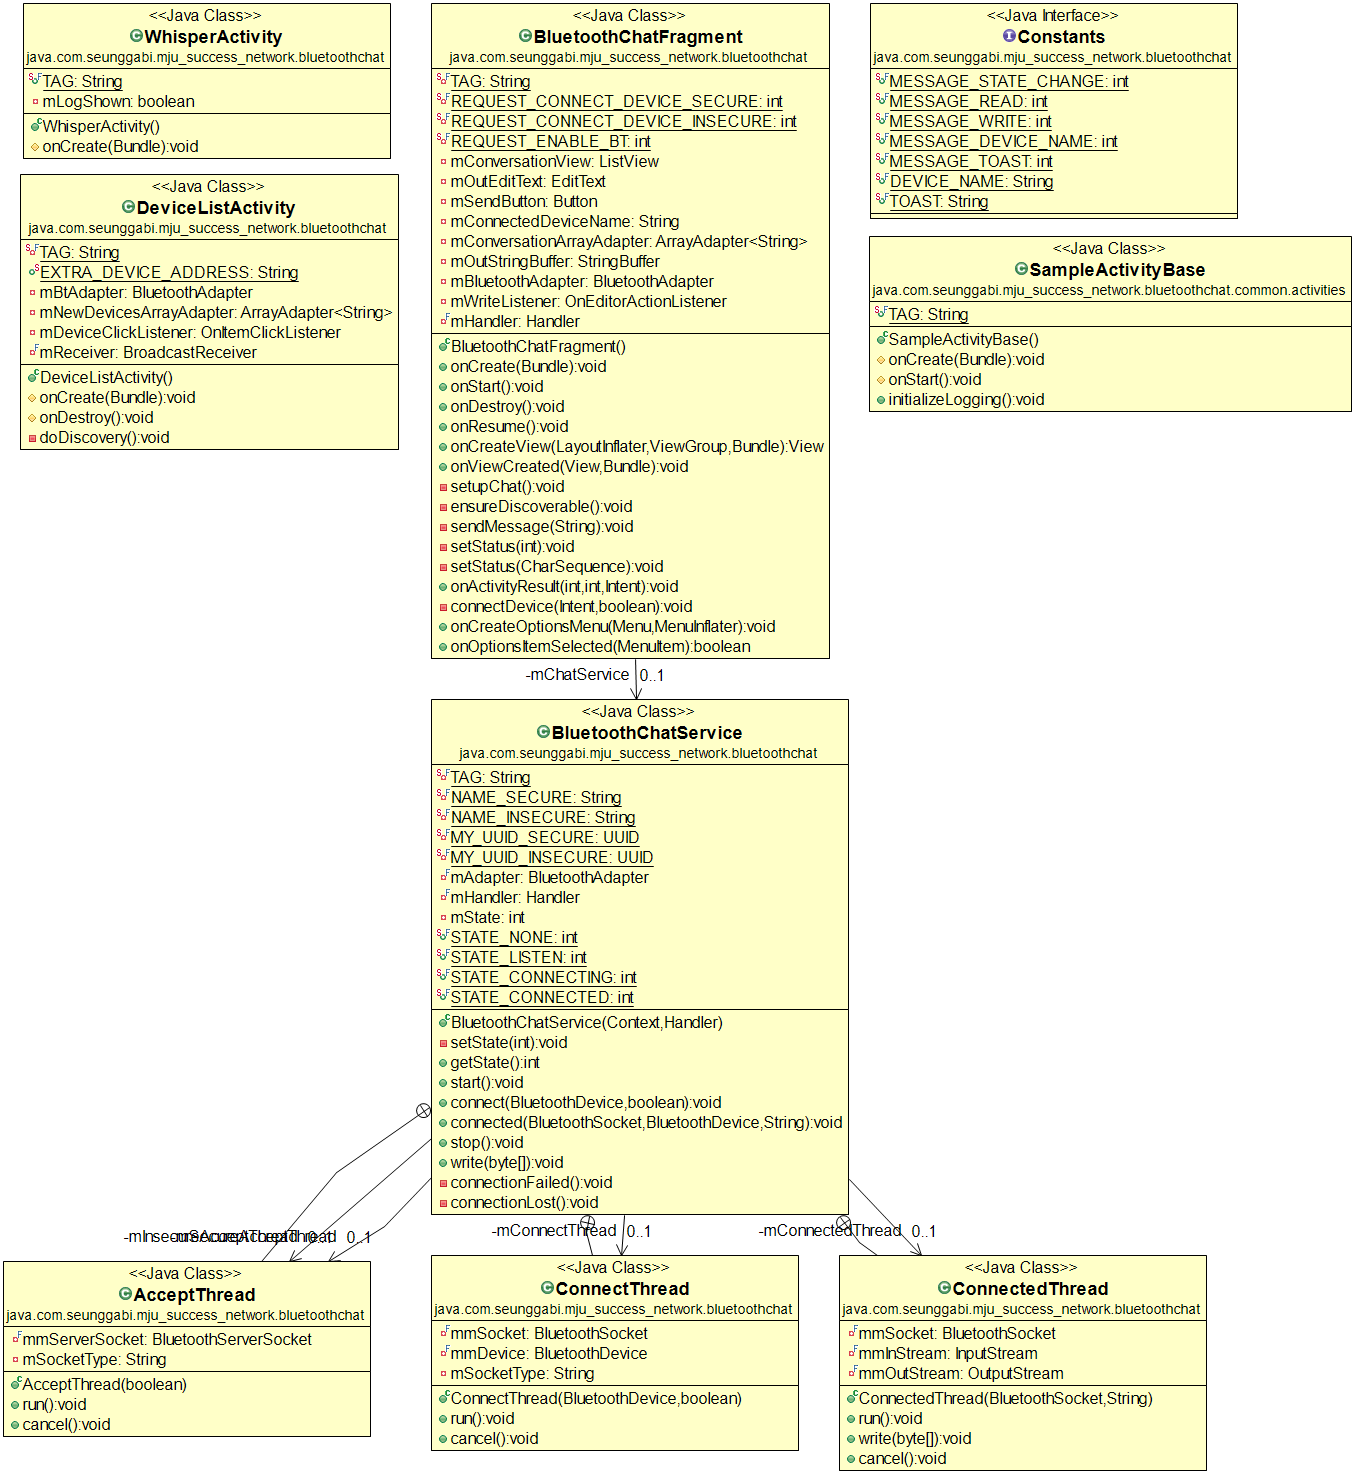 <<Java Class>>
WhisperActivity
java.com.seunggabi.mju_success_network.bluetoothchat
TAG: String
mLogShown: boolean
WhisperActivity()
onCreate(Bundle):void
<<Java Class>>
DeviceListActivity
java.com.seunggabi.mju_success_network.bluetoothchat
TAG: String
EXTRA_DEVICE_ADDRESS: String
mBtAdapter: BluetoothAdapter
mNewDevicesArrayAdapter: ArrayAdapter<String>
mDeviceClickListener: OnItemClickListener
mReceiver: BroadcastReceiver
DeviceListActivity()
onCreate(Bundle):void
onDestroy():void
doDiscovery():void
<<Java Class>>
BluetoothChatFragment
java.com.seunggabi.mju_success_network.bluetoothchat
TAG: String
REQUEST_CONNECT_DEVICE_SECURE: int
REQUEST_CONNECT_DEVICE_INSECURE: int
REQUEST_ENABLE_BT: int
mConversationView: ListView
mOutEditText: EditText
mSendButton: Button
mConnectedDeviceName: String
mConversationArrayAdapter: ArrayAdapter<String>
mOutStringBuffer: StringBuffer
mBluetoothAdapter: BluetoothAdapter
mWriteListener: OnEditorActionListener
mHandler: Handler
BluetoothChatFragment()
onCreate(Bundle):void
onStart():void
onDestroy():void
onResume():void
onCreateView(LayoutInflater,ViewGroup,Bundle):View
onViewCreated(View,Bundle):void
setupChat():void
ensureDiscoverable():void
sendMessage(String):void
setStatus(int):void
setStatus(CharSequence):void
onActivityResult(int,int,Intent):void
connectDevice(Intent,boolean):void
onCreateOptionsMenu(Menu,MenuInflater):void
onOptionsItemSelected(MenuItem):boolean
<<Java Interface>>
Constants
java.com.seunggabi.mju_success_network.bluetoothchat
MESSAGE_STATE_CHANGE: int
MESSAGE_READ: int
MESSAGE_WRITE: int
MESSAGE_DEVICE_NAME: int
MESSAGE_TOAST: int
DEVICE_NAME: String
TOAST: String
<<Java Class>>
SampleActivityBase
java.com.seunggabi.mju_success_network.bluetoothchat.common.activities
TAG: String
SampleActivityBase()
onCreate(Bundle):void
onStart():void
initializeLogging():void
-mChatService 0..1
<<Java Class>>
BluetoothChatService
java.com.seunggabi.mju_success_network.bluetoothchat
TAG: String
NAME_SECURE: String
NAME_INSECURE: String
MY_UUID_SECURE: UUID
MY_UUID_INSECURE: UUID
mAdapter: BluetoothAdapter
mHandler: Handler
mState: int
STATE_NONE: int
STATE_LISTEN: int
STATE_CONNECTING: int
STATE_CONNECTED: int
BluetoothChatService(Context,Handler)
setState(int):void
getState():int
start():void
connect(BluetoothDevice,boolean):void
connected(BluetoothSocket,BluetoothDevice,String):void
stop():void
write(byte[]):void
connectionFailed():void
connectionLost():void
0..1
-mConnectThread 0..1
-mConnectedThread 0..1
<<Java Class>>
AcceptThread
java.com.seunggabi.mju_success_network.bluetoothchat
mmServerSocket: BluetoothServerSocket
mSocketType: String
AcceptThread(boolean)
run():void
cancel():void
<<Java Class>>
ConnectThread
java.com.seunggabi.mju_success_network.bluetoothchat
mmSocket: BluetoothSocket
mmDevice: BluetoothDevice
mSocketType: String
ConnectThread(BluetoothDevice,boolean)
run():void
cancel():void
<<Java Class>>
ConnectedThread
java.com.seunggabi.mju_success_network.bluetoothchat
mmSocket: BluetoothSocket
mmInStream: InputStream
mmOutStream: OutputStream
ConnectedThread(BluetoothSocket,String)
run():void
write(byte[]):void
cancel():void